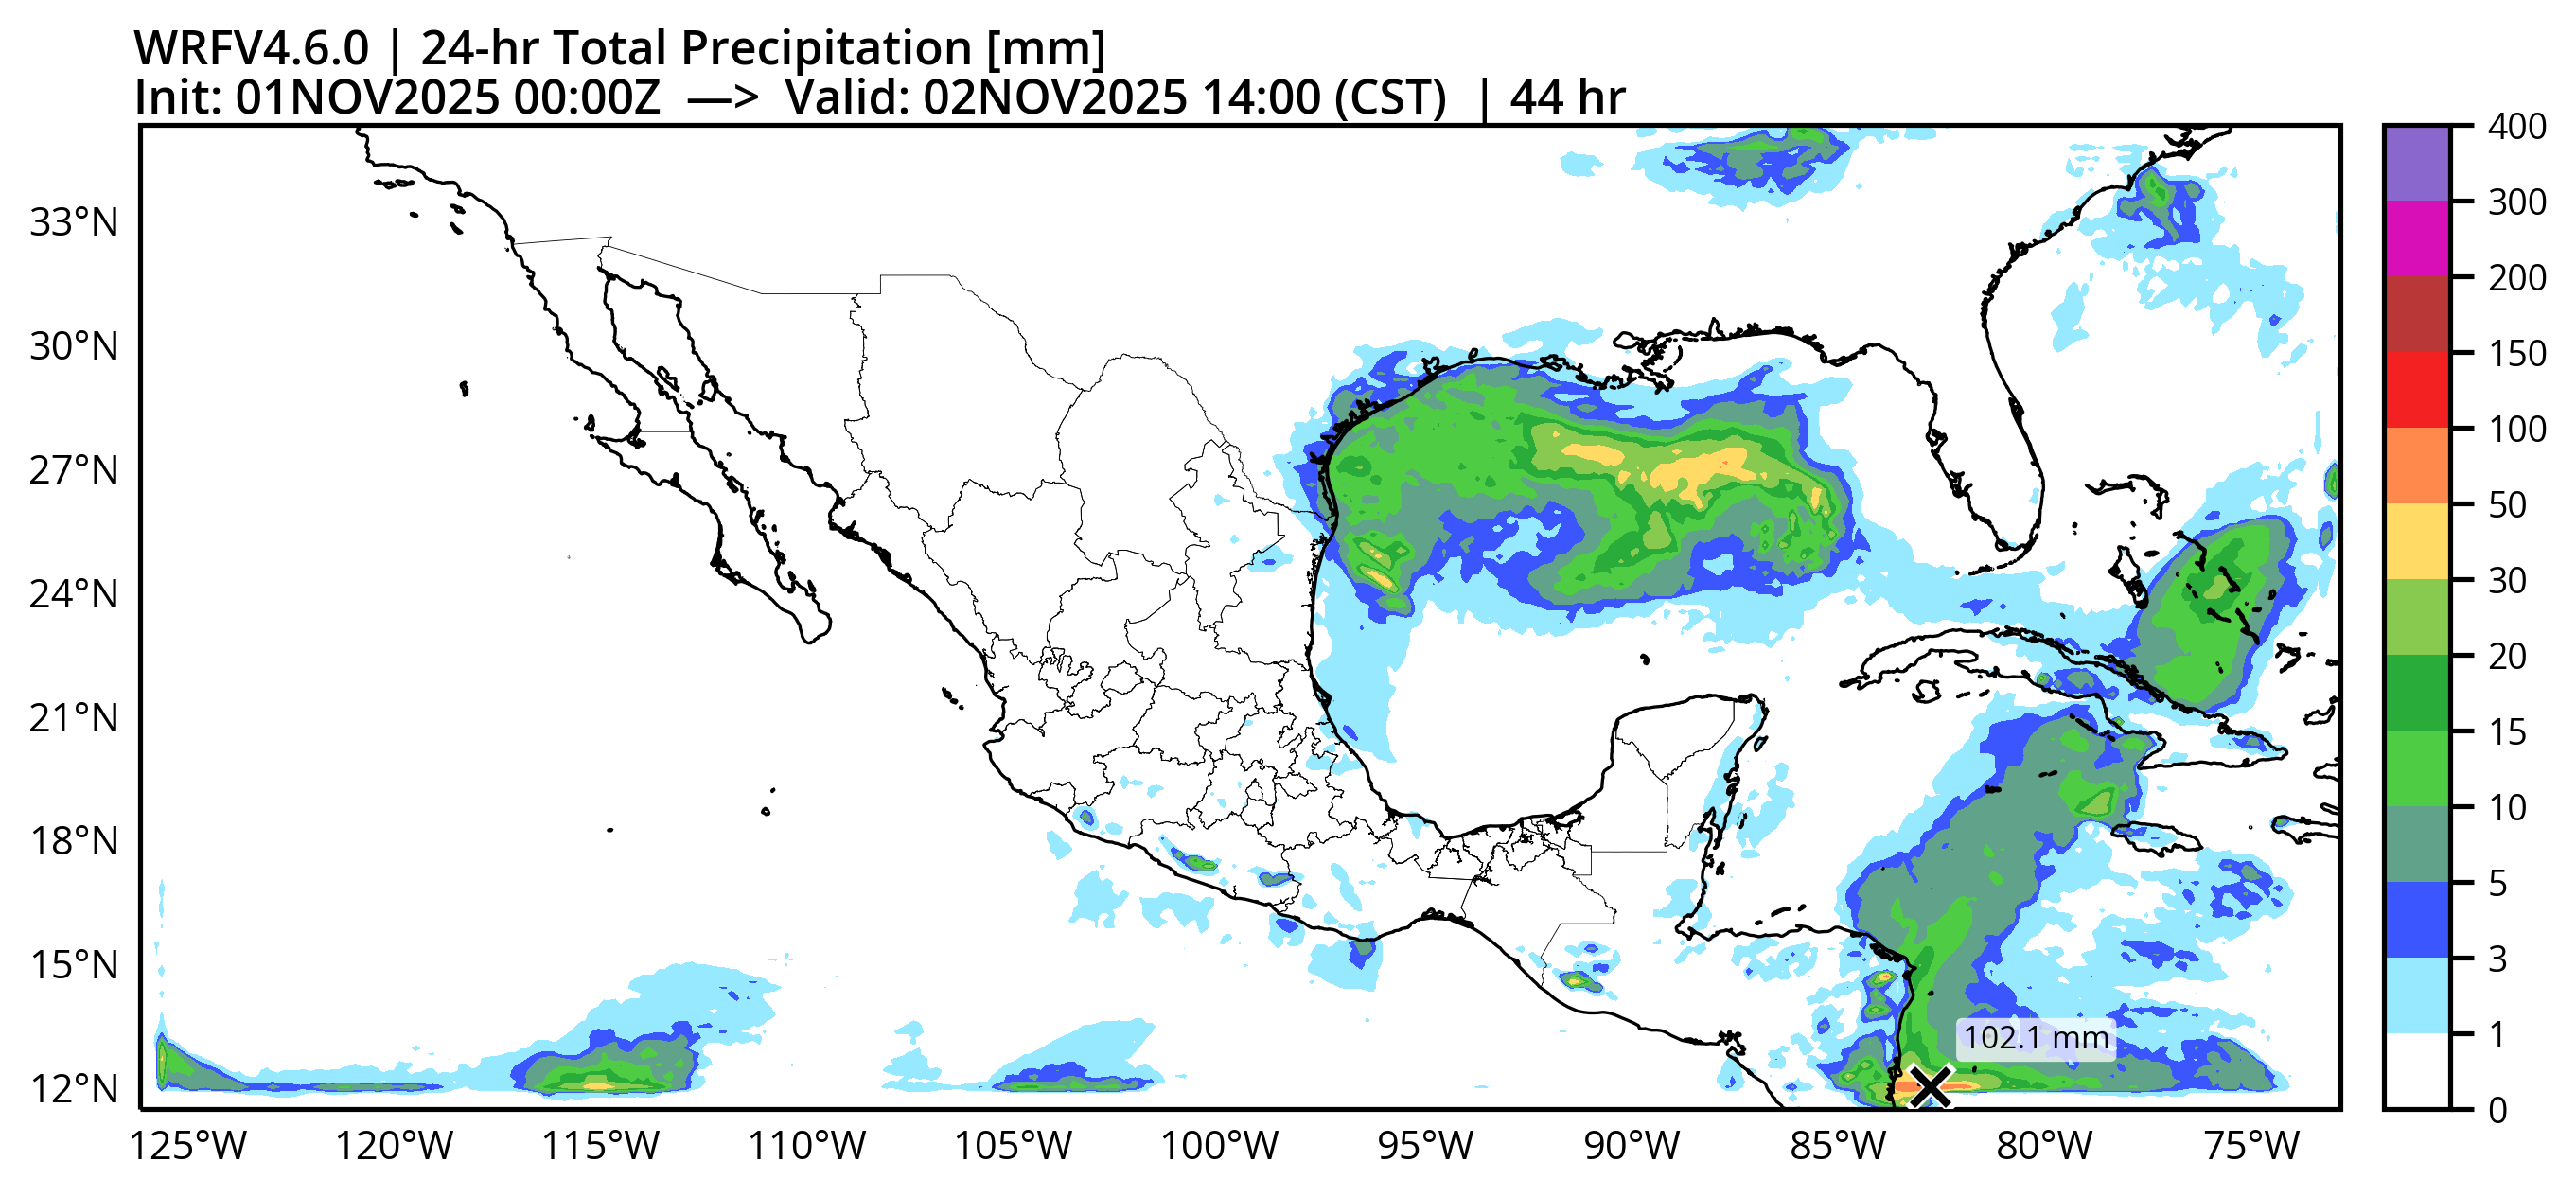 WRFV4.6.0 | 24-hr Total Precipitation [mm]
Init: 01NOV2025 00:00Z —> Valid: 02NOV2025 14:00 (CST) | 44 hr
33°N
30°N
27°N
24°N
21°N
18°N
15°N
12°N
125°W 120°W 115°W 110°W 105°W 100°W 95°W 90°W 85°W 80°W 75°W
102.1 mm
400
300
200
150
100
50
30
20
15
10
5
3
1
0